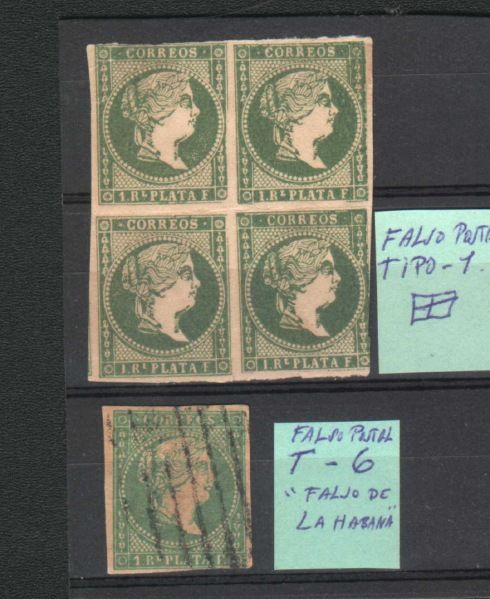 CORREOS CORREOS
1 RL PLATA F 1 RL PLATA F
CORREOS CORREOS
1 RL PLATA F 1 RL PLATA F
FALSO POSTAL
TIPO-1.
CORREOS
1 RL PLATA F
FALSO POSTAL
T-6
"FALSO DE
LA HABANA"